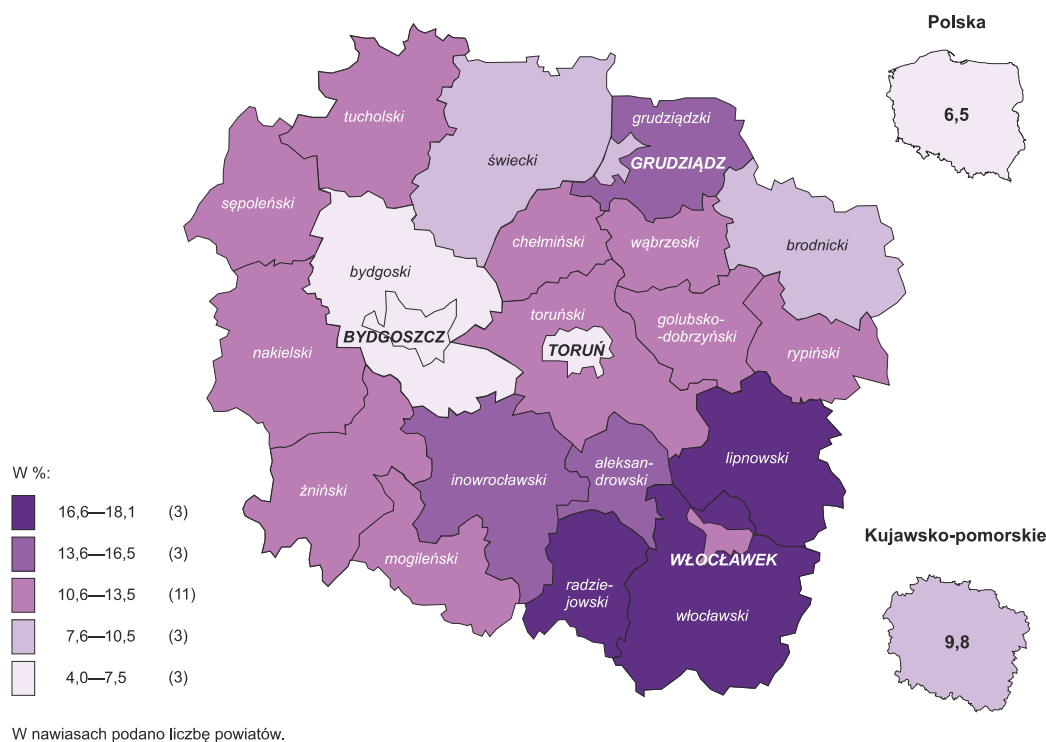 Polska
6,5
tucholski
grudziądzki
świecki
GRUDZIĄDZ
sępoleński
chełmiński
wąbrzeski
brodnicki
bydgoski
toruński
golubsko-
-dobrzyński
BYDGOSZCZ
TORUŃ
nakielski
rypiński
lipnowski
aleksan-
drowski
inowrocławski
żniński
mogileński
WŁOCŁAWEK
radzie-
jowski
włocławski
W %:
16,6—18,1 (3)
13,6—16,5 (3)
10,6—13,5 (11)
7,6—10,5 (3)
4,0—7,5 (3)
Kujawsko-pomorskie
9,8
W nawiasach podano liczbę powiatów.